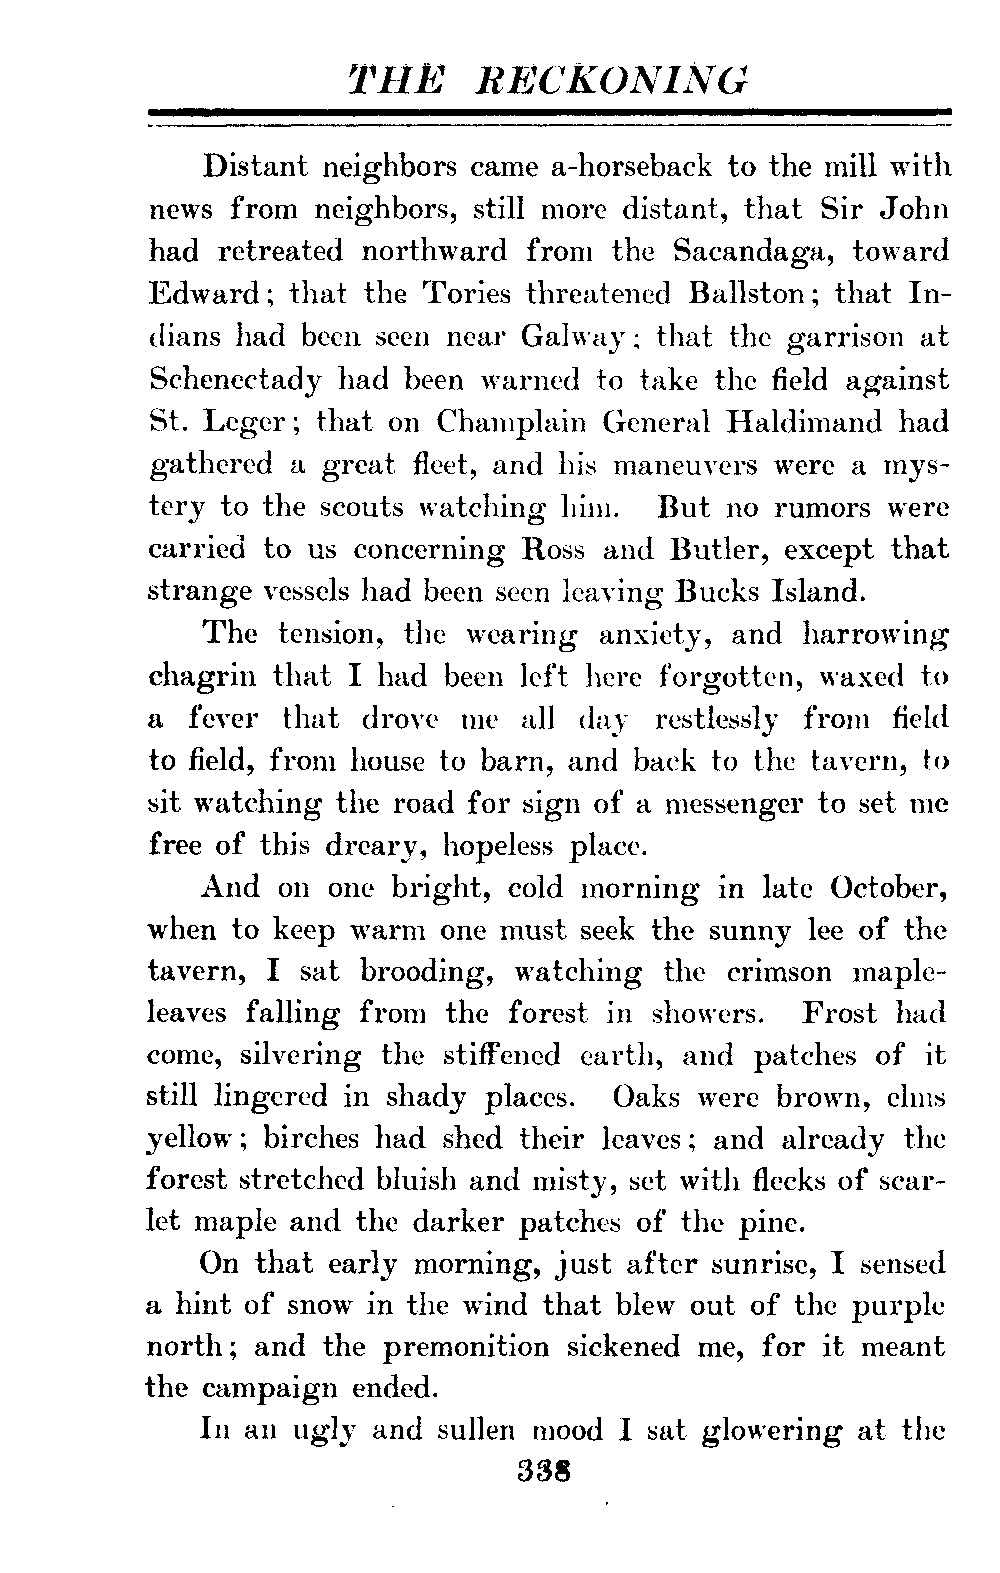 THE RECKONING
Distant neighbors came a-horseback to the mill with
news from neighbors, still more distant, that Sir John
had retreated northward from the Sacandaga, toward
Edward; that the Tories threatened Ballston; that In-
dians had been seen near Galway; that the garrison at
Schenectady had been warned to take the field against
St. Leger; that on Champlain General Haldimand had
gathered a great fleet, and his maneuvers were a mys-
tery to the scouts watching him. But no rumors were
carried to us concerning Ross and Butler, except that
strange vessels had been seen leaving Bucks Island.
The tension, the wearing anxiety, and harrowing
chagrin that I had been left here forgotten, waxed to
a fever that drove me all day restlessly from field
to field, from house to barn, and back to the tavern, to
sit watching the road for sign of a messenger to set me
free of this dreary, hopeless place.
And on one bright, cold morning in late October,
when to keep warm one must seek the sunny lee of the
tavern, I sat brooding, watching the crimson maple-
leaves falling from the forest in showers. Frost had
come, silvering the stiffened earth, and patches of it
still lingered in shady places. Oaks were brown, elms
yellow; birches had shed their leaves; and already the
forest stretched bluish and misty, set with flecks of scar-
let maple and the darker patches of the pine.
On that early morning, just after sunrise, I sensed
a hint of snow in the wind that blew out of the purple
north; and the premonition sickened me, for it meant
the campaign ended.
In an ugly and sullen mood I sat glowering at the
338